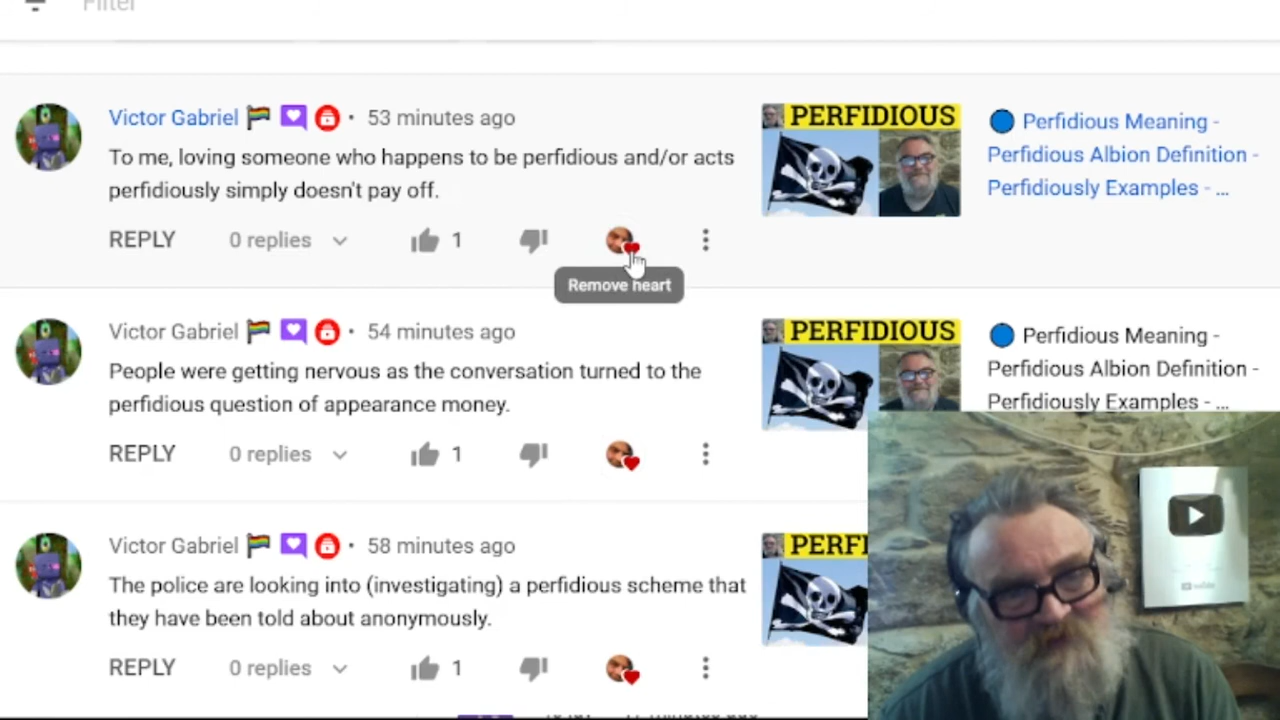 Filter
Victor Gabriel • 53 minutes ago
To me, loving someone who happens to be perfidious and/or acts
perfidiously simply doesn't pay off.
REPLY 0 replies 1
Remove heart
PERFIDIOUS
Perfidious Meaning -
Perfidious Albion Definition -
Perfidiously Examples - ...
Victor Gabriel • 54 minutes ago
People were getting nervous as the conversation turned to the
perfidious question of appearance money.
REPLY 0 replies 1
PERFIDIOUS
Perfidious Meaning -
Perfidious Albion Definition -
Perfidiously Examples - ...
Victor Gabriel • 58 minutes ago
The police are looking into (investigating) a perfidious scheme that
they have been told about anonymously.
REPLY 0 replies 1
PERFI